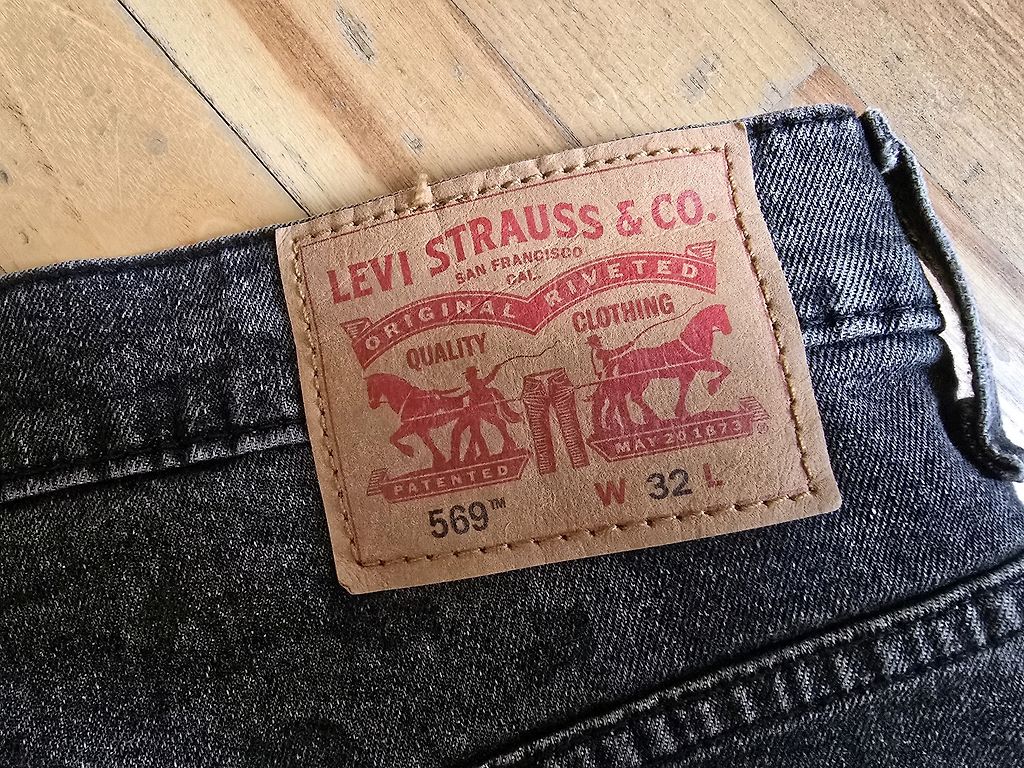 LEVI STRAUSS & CO.
SAN FRANCISCO
CAL.
ORIGINAL RIVETED
QUALITY CLOTHING
PATENTED MAY 20 1873 ®
569™ W 32 L